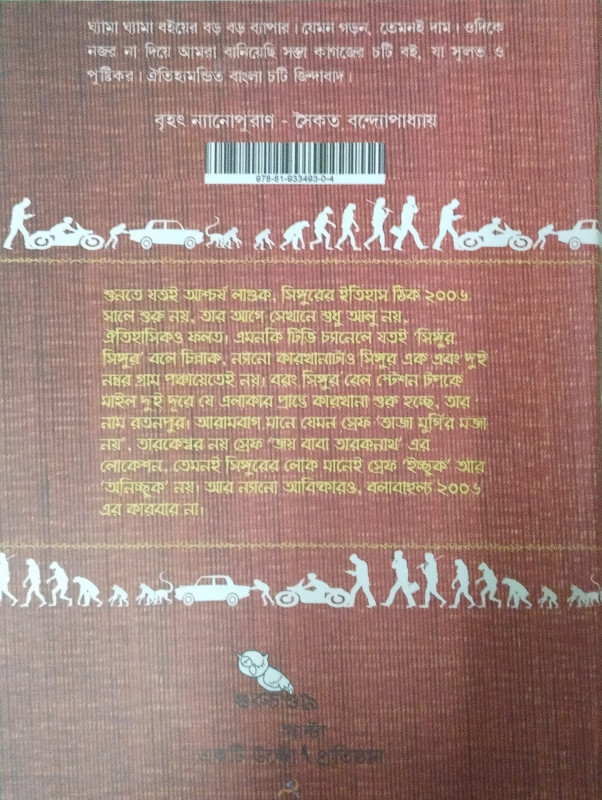 ঘ্যামা ঘ্যামা বইয়ের বড় বড় ব্যাপার। যেমন গড়ন, তেমনই দাম। ওদিকে
নজর না দিয়ে আমরা বানিয়েছি সস্তা কাগজের চটি বই, যা সুলভ ও
পুষ্টিকর। ঐতিহ্যমন্ডিত বাংলা চটি জিন্দাবাদ।
বৃহৎ ন্যানোপুরাণ - সৈকত বন্দ্যোপাধ্যায়
978-81-933493-0-4
শুনতে যতই আশ্চর্য লাগুক, সিঙ্গুরের ইতিহাস ঠিক ২০০৬
সালে শুরু নয়, তার আগে সেখানে শুধু আলু নয়,
ঐতিহাসিকও ফলত। এমনকি টিভি চ্যানেলে যতই 'সিঙ্গুর
সিঙ্গুর' বলে চিল্লাক, ন্যানো কারখানাটাও সিঙ্গুর এক এবং দুই
নম্বর গ্রাম পঞ্চায়েতেই নয়। বরং সিঙ্গুর রেল স্টেশন টপকে
মাইল দুই দূরে যে এলাকার প্রান্তে কারখানা শুরু হচ্ছে, তার
নাম রতনপুর। আরামবাগ মানে যেমন স্রেফ 'তাজা মুর্গির মজা
নয়', তারকেশ্বর নয় স্রেফ 'জয় বাবা তারকনাথ' এর
লোকেশন, তেমনই সিঙ্গুরের লোক মানেই স্রেফ 'ইচ্ছুক' আর
'অনিচ্ছুক' নয়। আর ন্যানো আবিষ্কারও, বলাবাহুল্য ২০০৬
এর কারবার না।
একটি উল্টো প্রতিষ্ঠান